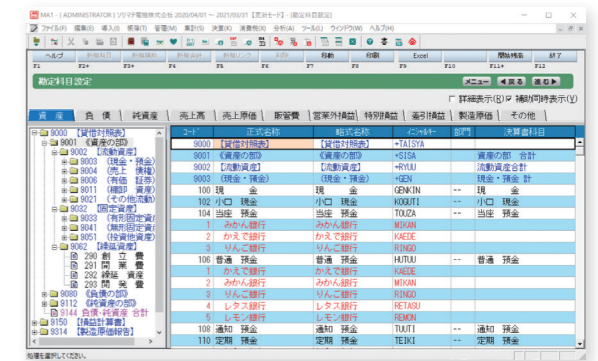 MA1 - [ ADMINISTRATOR ] ソリマチ電機株式会社 2020/04/01 ～ 2021/03/31 【更新モード】 - [勘定科目設定]
ファイル(F) 編集(E) 導入(I) 帳簿(T) 管理(M) 集計(S) 決算(K) 消費税(X) 分析(A) ツール(L) ウィンドウ(W) ヘルプ(H)
ヘルプ 印刷 Excel 開始残高 終了
F1 F2 F3 F4 F5 F6 F7 F8 F9 F10 F11 F12
勘定科目設定
メニュー 戻る 進む
詳細表示(R) 補助同時表示(V)
資 産 負 債 純資産 売上高 売上原価 販管費 営業外損益 特別損益 差引損益 製造原価 その他
コード 正式名称 略式名称 インジケーター 部門 決算書科目
9000 【貸借対照表】
9001 《資産の部》
9002 【流動資産】
9003 (現金・預金)
9004 (売上 債権)
9006 (有価 証券)
9011 (棚卸 資産)
9021 (その他流動)
9032 【固定資産】
9033 (有形固定資産
9041 (無形固定資産
9051 (投資他資産)
9062 【繰延資産】
290 創 立 費
291 開 業 費
292 繰延 資産
293 開 発 費
9080 《負債の部》
9112 《純資産の部》
9144 負債・純資産 合計
9150 【損益計算書】
9314 【製造原価報告】
9000 【貸借対照表】 【貸借対照表】 +TAISYA
9001 《資産の部》 《資産の部》 +SISA 資産の部 合計
9002 【流動資産】 【流動資産】 +RYUU 流動資産合計
9003 (現金・預金) (現金・預金) +GEN 現金・預金 計
100 現 金 現 金 GENKIN -- 現 金
102 小口 現金 小口 現金 KOGUTI -- 小口 現金
104 当座 預金 当座 預金 TOUZA -- 当座 預金
1 みかん銀行 みかん銀行 MIKAN
2 かえで銀行 かえで銀行 KAEDE
3 りんご銀行 りんご銀行 RINGO
106 普通 預金 普通 預金 HUTUU -- 普通 預金
1 かえで銀行 かえで銀行 KAEDE
2 みかん銀行 みかん銀行 MIKAN
3 りんご銀行 りんご銀行 RINGO
4 レタス銀行 レタス銀行 RETASU
5 レモン銀行 レモン銀行 REMON
108 通知 預金 通知 預金 TUUTI -- 通知 預金
110 定期 預金 定期 預金 TEIKI -- 定期 預金
処理を選択してください。